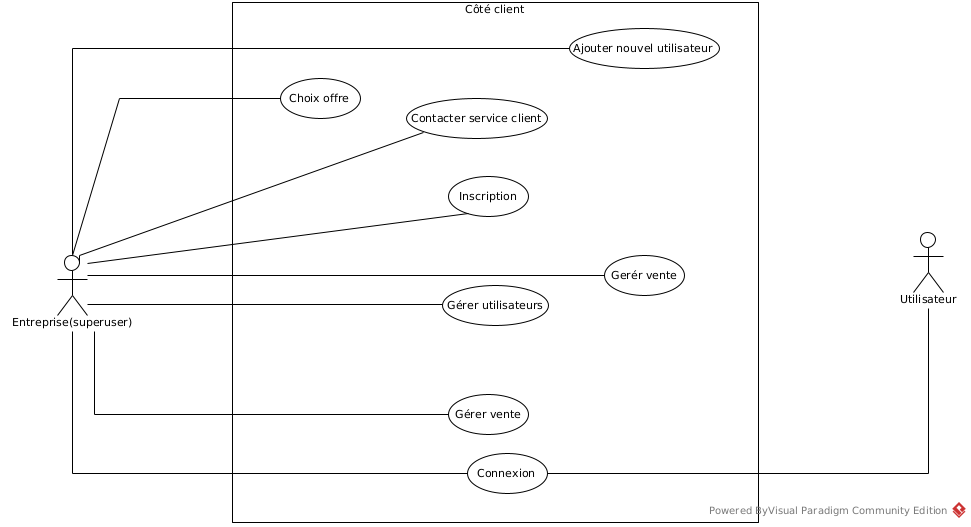 Côté client
Ajouter nouvel utilisateur
Choix offre
Contacter service client
Inscription
Gerér vente
Gérer utilisateurs
Entreprise(superuser)
Utilisateur
Gérer vente
Connexion
Powered ByVisual Paradigm Community Edition